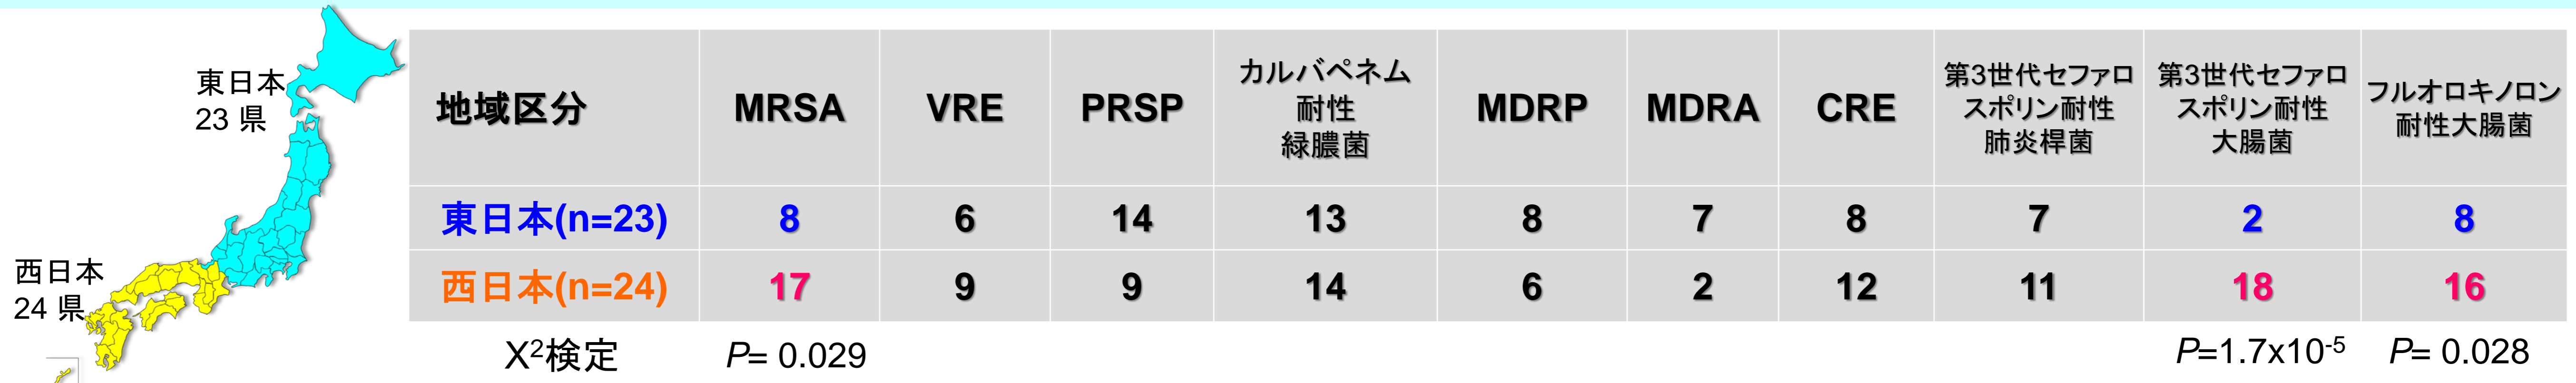 東日本
23 県
西日本
24 県
地域区分 MRSA VRE PRSP カルバペネム耐性緑膿菌 MDRP MDRA CRE 第3世代セファロスポリン耐性肺炎桿菌 第3世代セファロスポリン耐性大腸菌 フルオロキノロン耐性大腸菌
東日本(n=23) 8 6 14 13 8 7 8 7 2 8
西日本(n=24) 17 9 9 14 6 2 12 11 18 16
X²検定 P= 0.029 P=1.7x10⁻⁵ P= 0.028